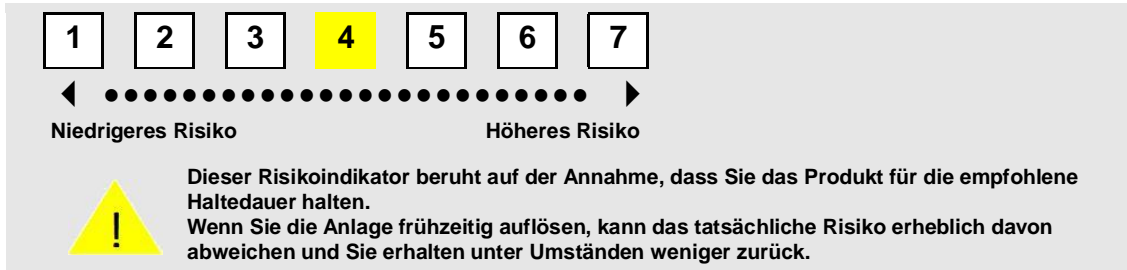 1 2 3 4 5 6 7
Niedrigeres Risiko Höheres Risiko
Dieser Risikoindikator beruht auf der Annahme, dass Sie das Produkt für die empfohlene
Haltedauer halten.
Wenn Sie die Anlage frühzeitig auflösen, kann das tatsächliche Risiko erheblich davon
abweichen und Sie erhalten unter Umständen weniger zurück.
!